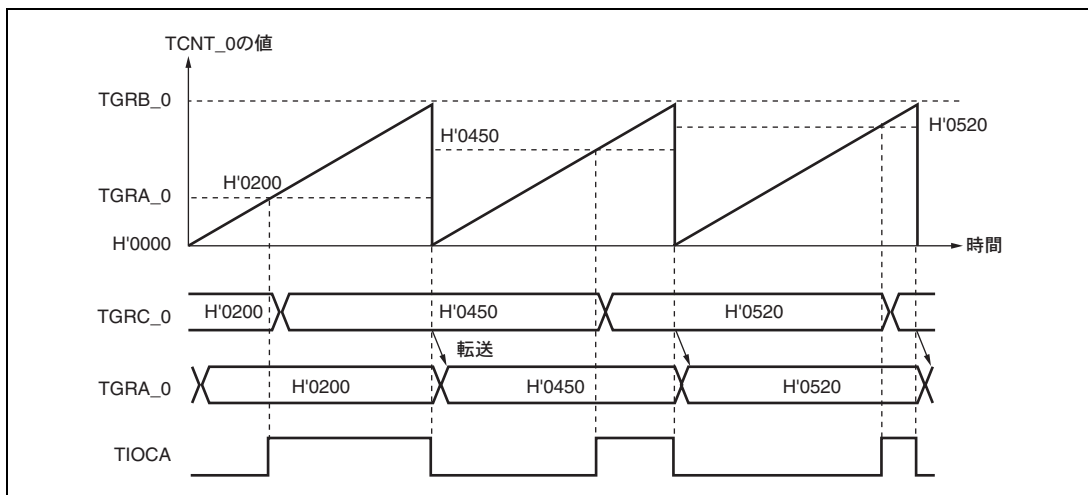 TCNT_0の値
TGRB_0
H'0450
H'0520
H'0200
TGRA_0
H'0000
時間
TGRC_0
H'0200
H'0450
H'0520
転送
TGRA_0
H'0200
H'0450
H'0520
TIOCA